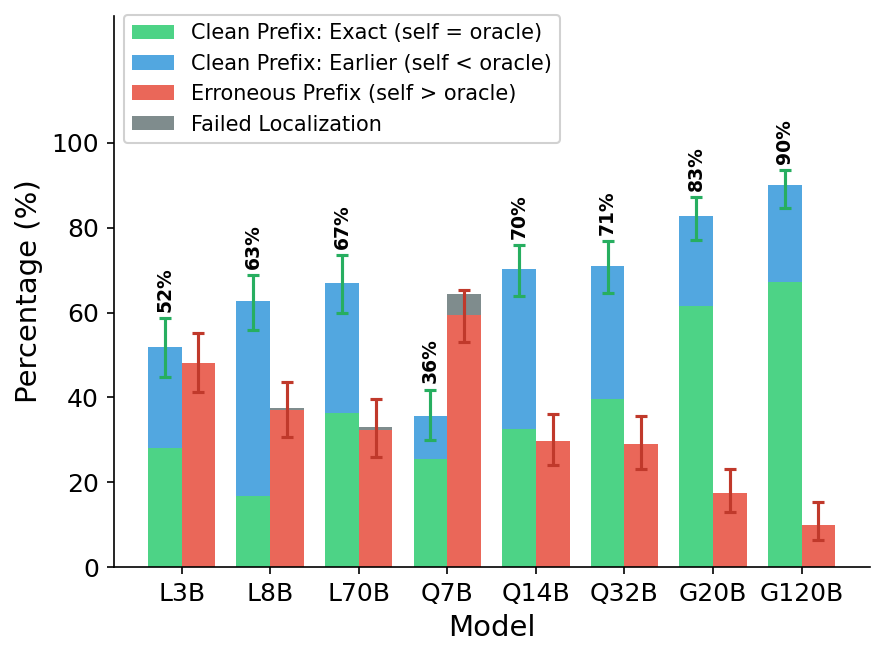 Clean Prefix: Exact (self = oracle)
Clean Prefix: Earlier (self < oracle)
Erroneous Prefix (self > oracle)
Failed Localization
Percentage (%)
100
80
60
40
20
0
52%
63%
67%
36%
70%
71%
83%
90%
L3B L8B L70B Q7B Q14B Q32B G20B G120B
Model